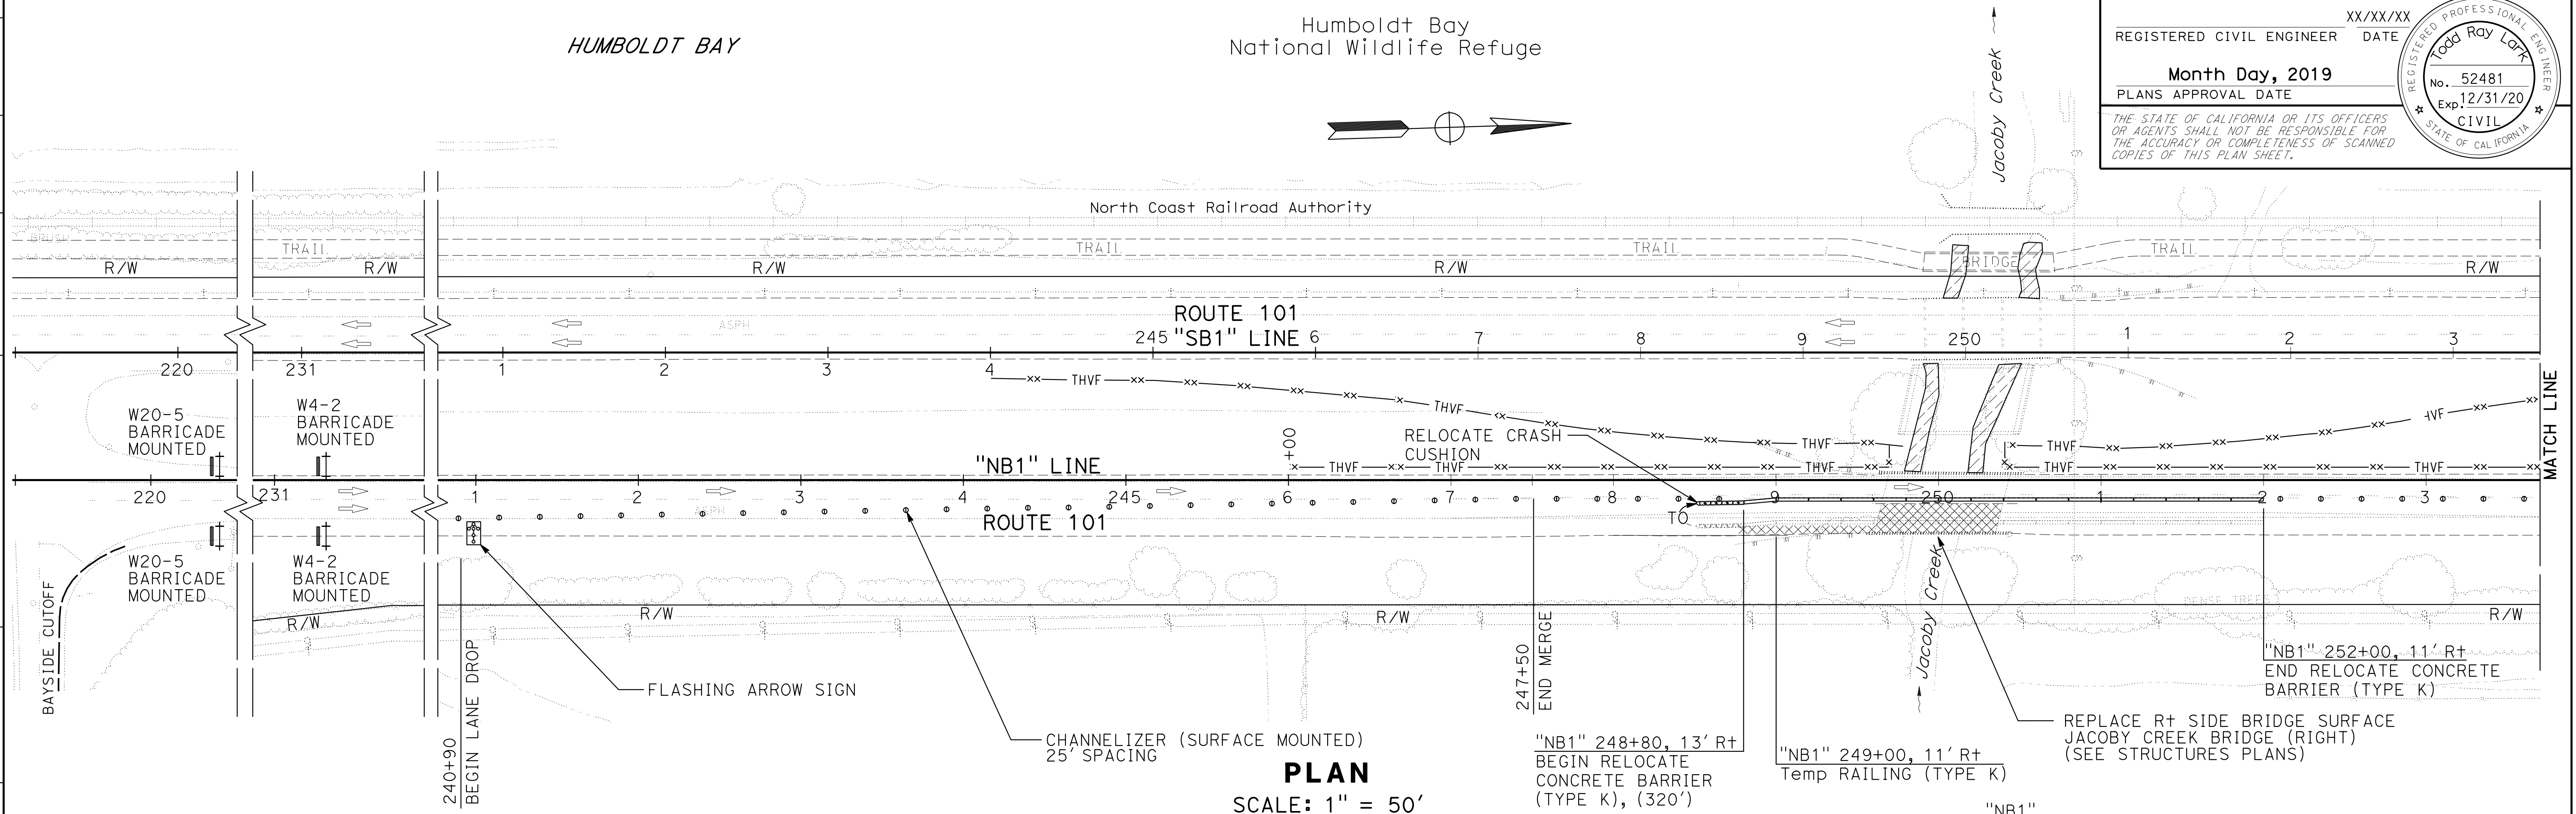 HUMBOLDT BAY
Humboldt Bay
National Wildlife Refuge
Jacoby Creek
XX/XX/XX
REGISTERED CIVIL ENGINEER DATE
Month Day, 2019
PLANS APPROVAL DATE
THE STATE OF CALIFORNIA OR ITS OFFICERS
OR AGENTS SHALL NOT BE RESPONSIBLE FOR
THE ACCURACY OR COMPLETENESS OF SCANNED
COPIES OF THIS PLAN SHEET.
REGISTERED PROFESSIONAL ENGINEER
Todd Ray Lark
No. 52481
Exp. 12/31/20
CIVIL
STATE OF CALIFORNIA
North Coast Railroad Authority
BRUSH
TRAIL TRAIL TRAIL TRAIL
BRIDGE
R/W R/W R/W R/W R/W
ROUTE 101
ASPH
245 "SB1" LINE 6 7 8 9 250 1 2 3
220 231 1 2 3 4
THVF THVF THVF THVF HVF
W20-5
BARRICADE
MOUNTED
W4-2
BARRICADE
MOUNTED
+00
RELOCATE CRASH
CUSHION
"NB1" LINE
THVF THVF THVF THVF THVF
MATCH LINE
220 231 1 2 3 4 245 6 7 8 9 250 1 2 3
ASPH
ROUTE 101
TO
W20-5
BARRICADE
MOUNTED
W4-2
BARRICADE
MOUNTED
BAYSIDE CUTOFF
R/W R/W R/W R/W
DENSE TREES
Jacoby Creek
240+90
BEGIN LANE DROP
FLASHING ARROW SIGN
CHANNELIZER (SURFACE MOUNTED)
25' SPACING
247+50
END MERGE
"NB1" 248+80, 13' Rt
BEGIN RELOCATE
CONCRETE BARRIER
(TYPE K), (320')
"NB1" 249+00, 11' Rt
Temp RAILING (TYPE K)
REPLACE Rt SIDE BRIDGE SURFACE
JACOBY CREEK BRIDGE (RIGHT)
(SEE STRUCTURES PLANS)
"NB1" 252+00, 11' Rt
END RELOCATE CONCRETE
BARRIER (TYPE K)
PLAN
SCALE: 1" = 50'
"NB1"